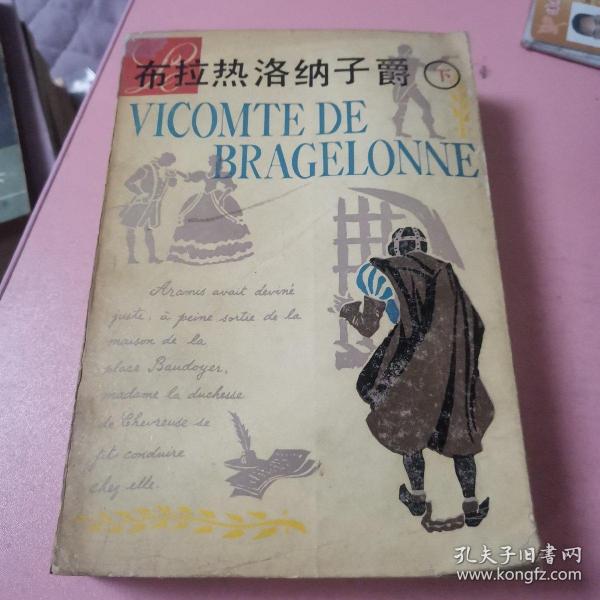 布拉热洛纳子爵 下
VICOMTE DE
BRAGELONNE
Aramis avait deviné
juste, à peine sortie de la
maison de la
place Baudoyer,
madame la duchesse
de Chevreuse se
fit conduire
chez elle.
孔夫子旧书网
www.kongfz.com